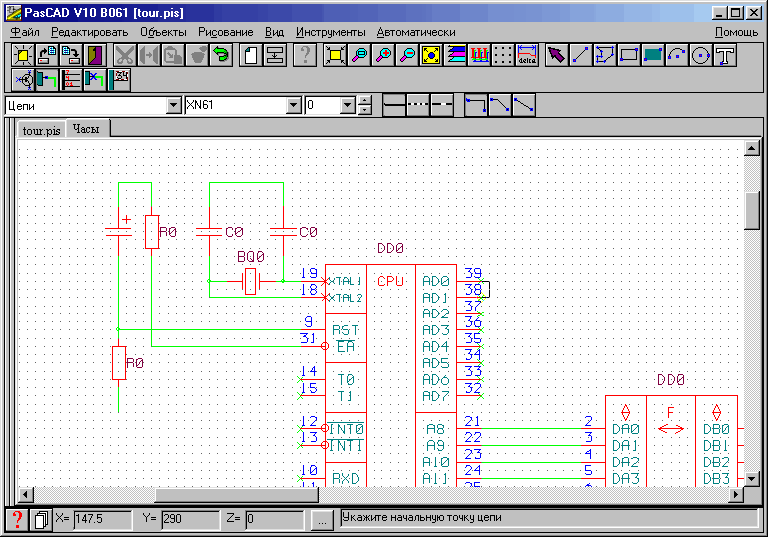 PasCAD V10 B061 [tour.pis]
Файл Редактировать Объекты Рисование Вид Инструменты Автоматически Помощь
delta
Цепи XN61 0
tour.pis Часы
R0 C0 C0
BQ0 DD0
19 XTAL1 CPU AD0 39
18 XTAL2 AD1 38
AD2 37
9 RST AD3 36
31 EA AD4 35
AD5 34
R0
14 T0 AD6 33
15 T1 AD7 32
DD0
F
12 INT0 A8 21 2 DA0 DB0
13 INT1 A9 22 3 DA1 DB1
A10 23 4 DA2 DB2
10 RXD A11 24 5 DA3 DB3
X= 147.5 Y= 290 Z= 0 ... Укажите начальную точку цепи